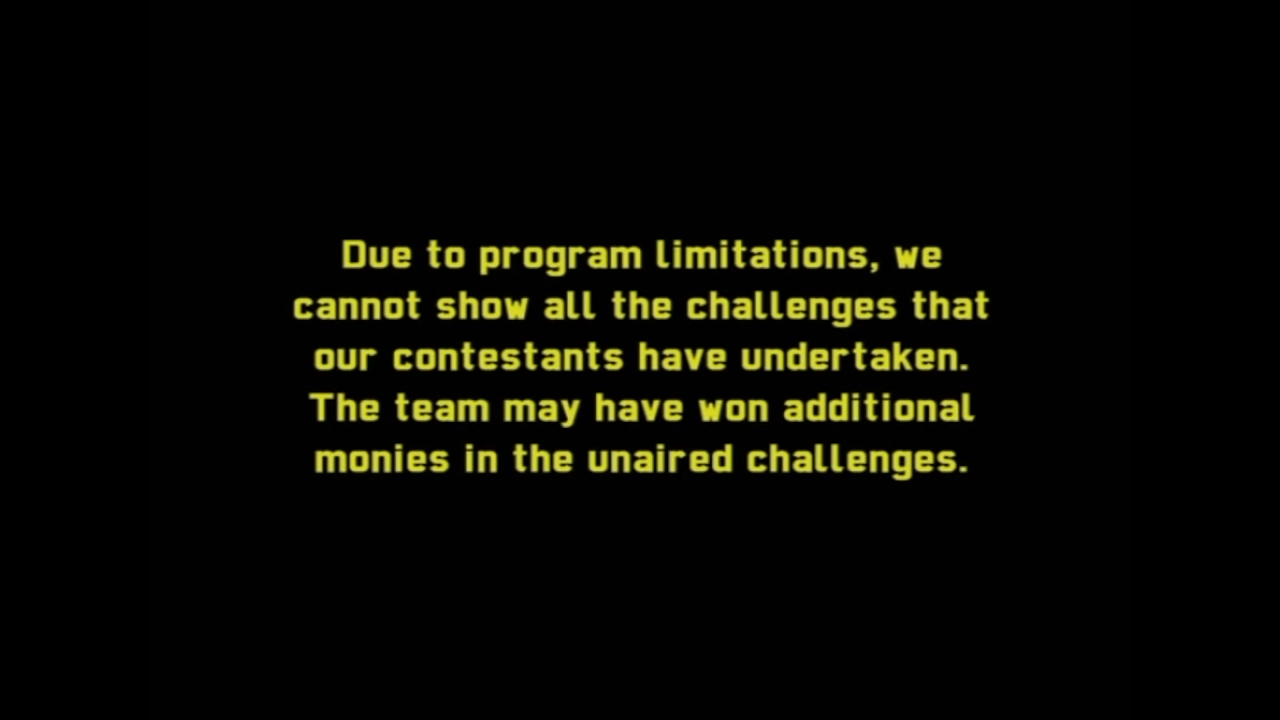 Due to program limitations, we
cannot show all the challenges that
our contestants have undertaken.
The team may have won additional
monies in the unaired challenges.